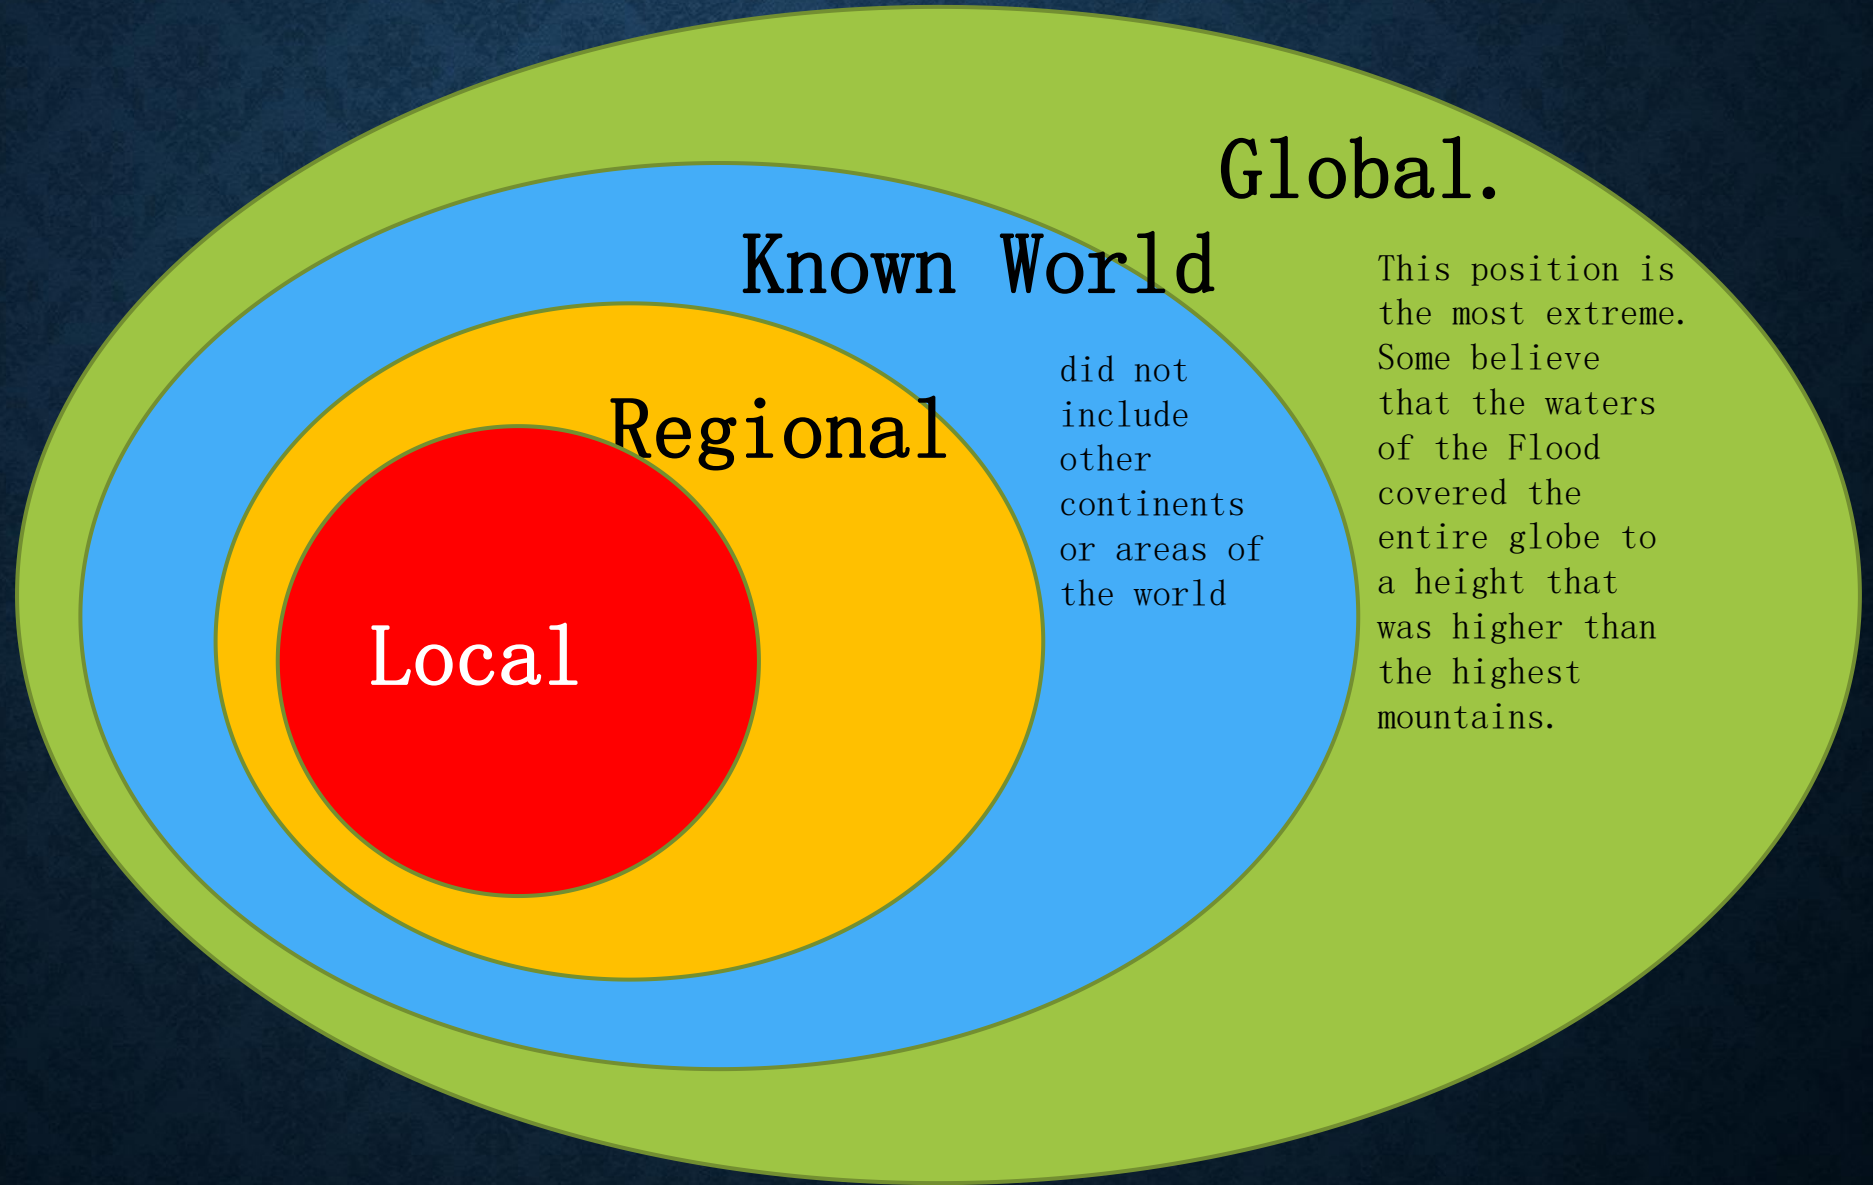 Global.
This position is
the most extreme.
Some believe
that the waters
of the Flood
covered the
entire globe to
a height that
was higher than
the highest
mountains.
Known World
did not
include
other
continents
or areas of
the world
Regional
Local